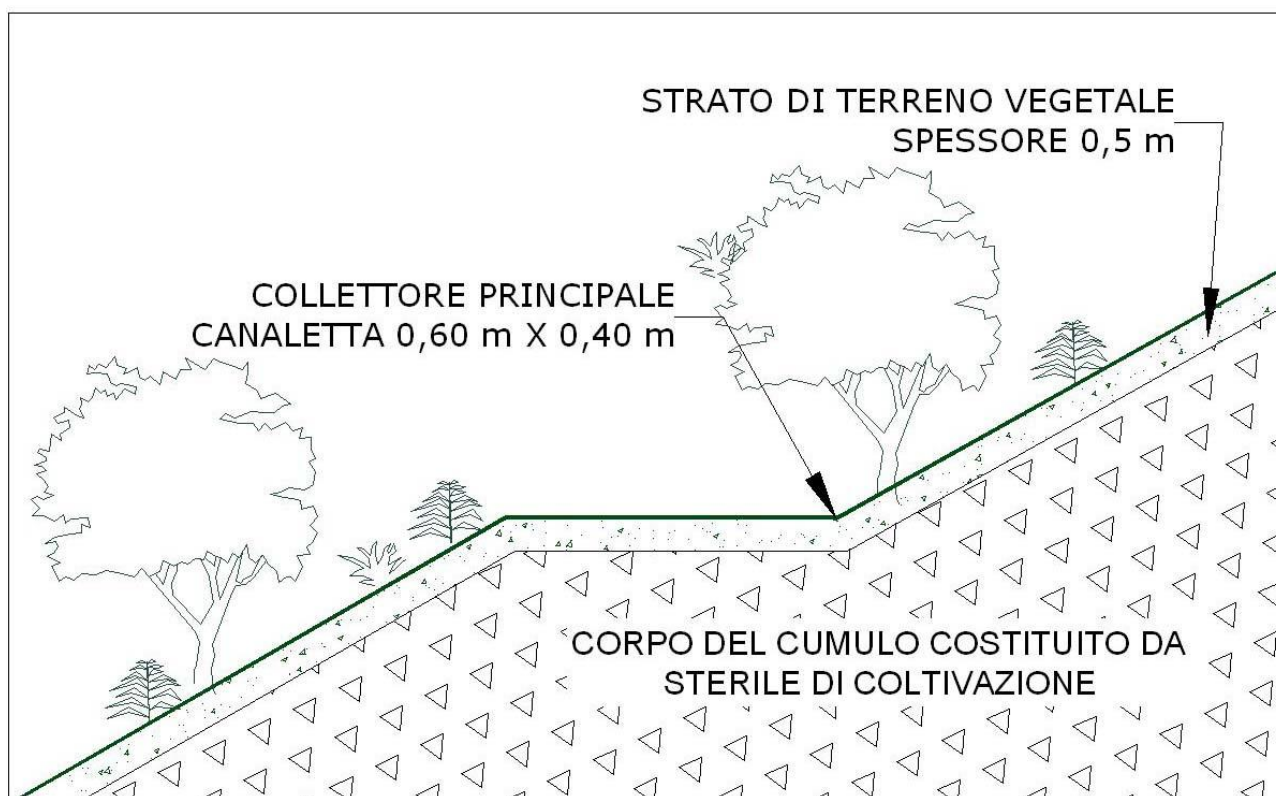 STRATO DI TERRENO VEGETALE
SPESSORE 0,5 m
COLLETTORE PRINCIPALE
CANALETTA 0,60 m X 0,40 m
CORPO DEL CUMULO COSTITUITO DA
STERILE DI COLTIVAZIONE